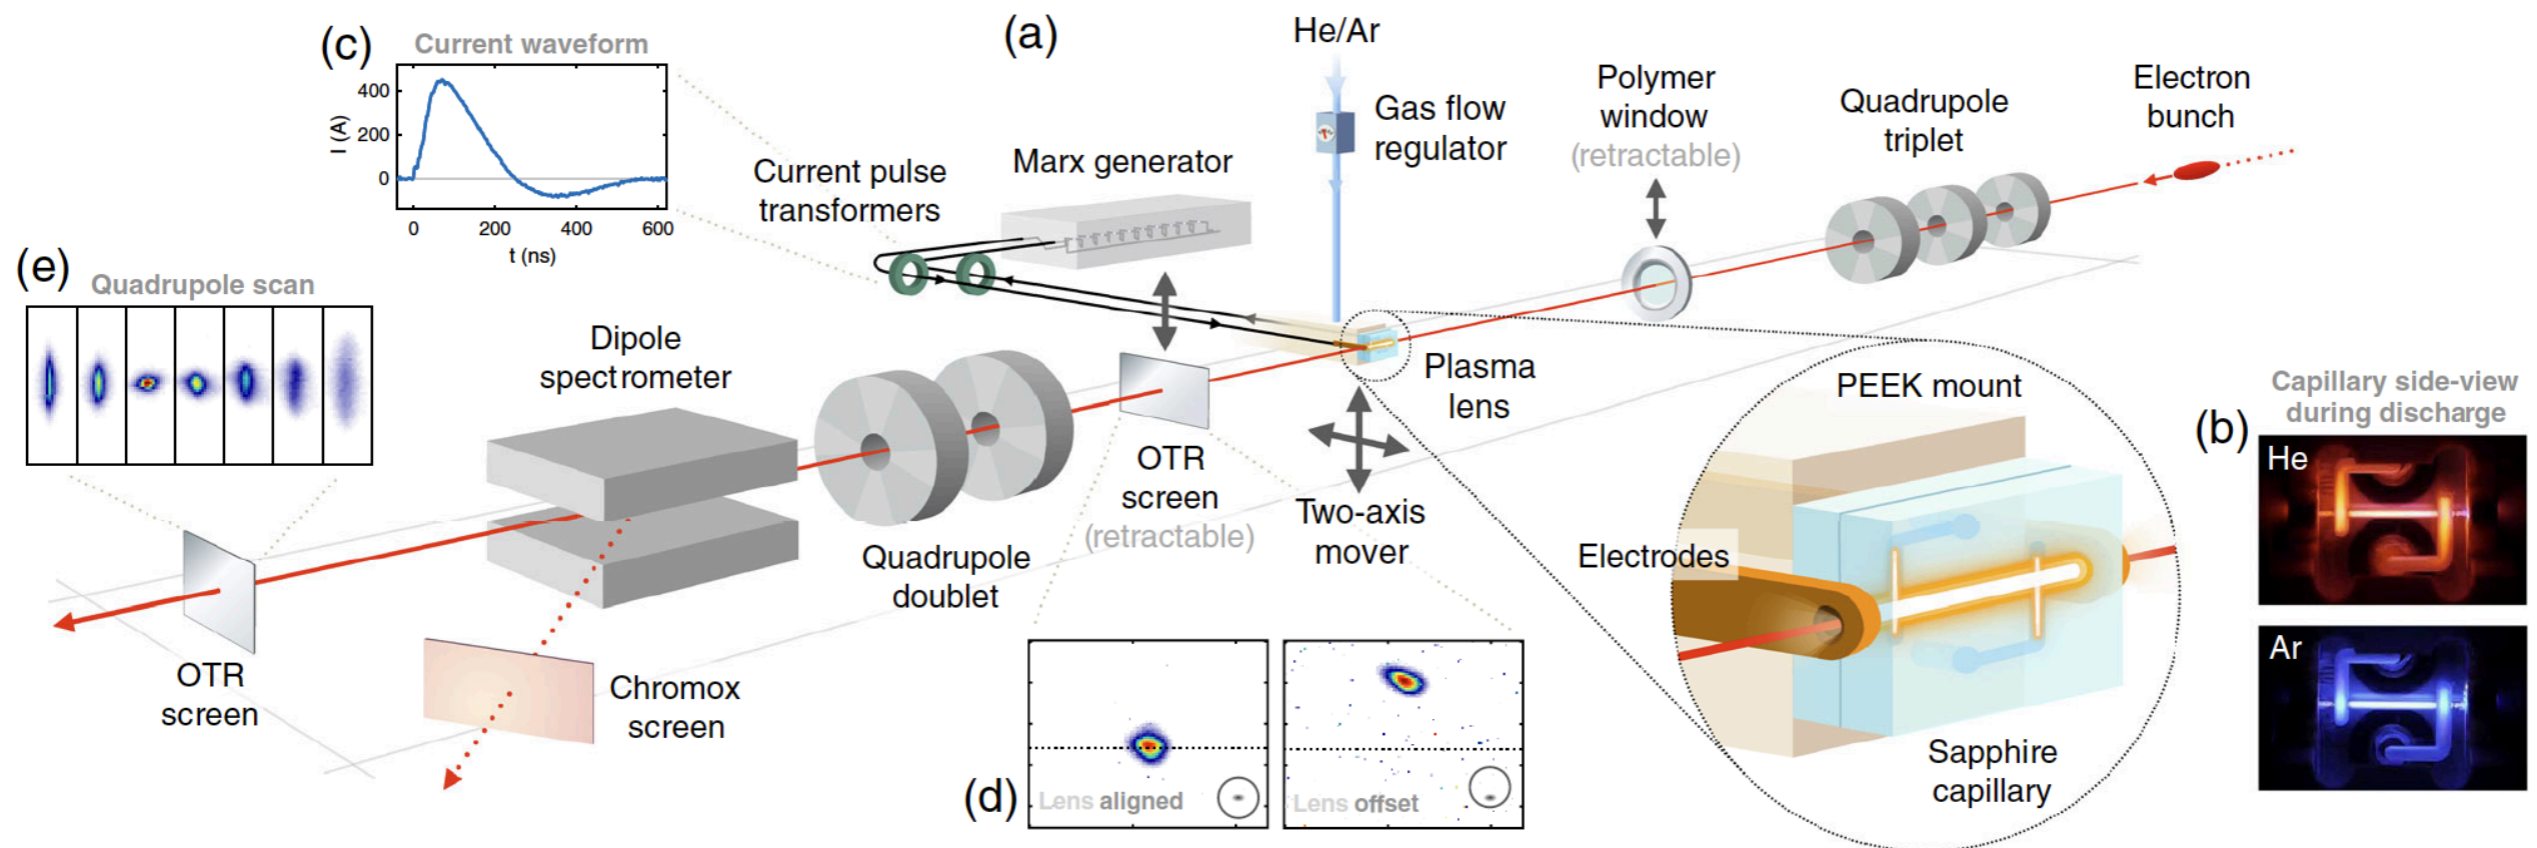 (c)
Current waveform
I (A)
400
200
0
0 200 400 600
t (ns)
(a)
He/Ar
Gas flow
regulator
Marx generator
Current pulse
transformers
Polymer
window
(retractable)
Quadrupole
triplet
Electron
bunch
(e)
Quadrupole scan
Dipole
spectrometer
Quadrupole
doublet
OTR
screen
(retractable)
Two-axis
mover
Plasma
lens
PEEK mount
Electrodes
Sapphire
capillary
Capillary side-view
during discharge
(b)
He
Ar
OTR
screen
Chromox
screen
(d)
Lens aligned
Lens offset